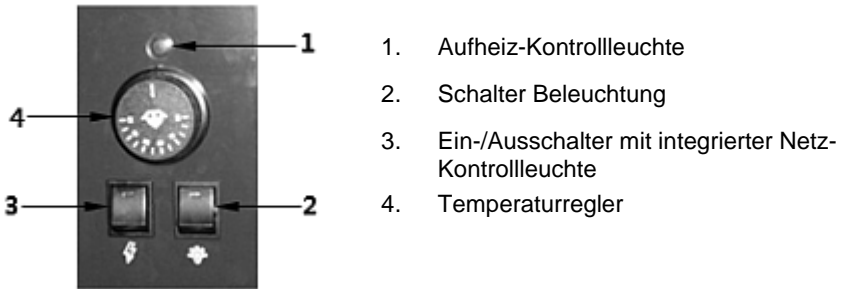 1
4
3
2
1. Aufheiz-Kontrollleuchte
2. Schalter Beleuchtung
3. Ein-/Ausschalter mit integrierter Netz-
Kontrollleuchte
4. Temperaturregler